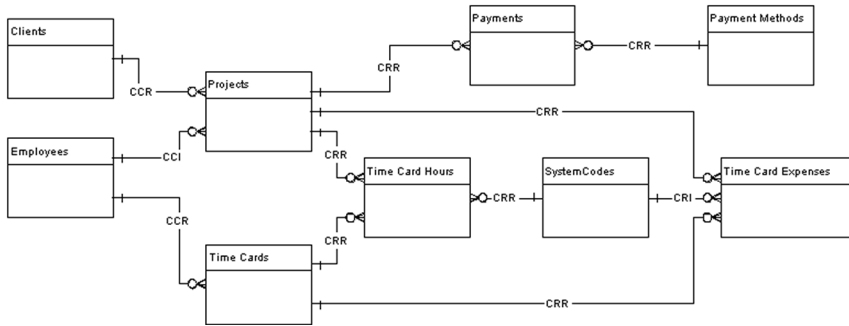 Clients
Payments
Payment Methods
CRR
CRR
CCR
Projects
CRR
Employees
CCI
CRR
Time Card Hours
SystemCodes
Time Card Expenses
CRR
CRI
CCR
CRR
Time Cards
CRR